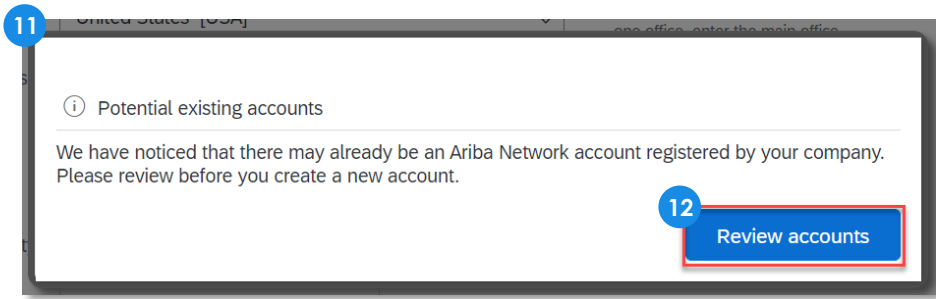 11
United States [USA]
one office, enter the main office
Potential existing accounts
We have noticed that there may already be an Ariba Network account registered by your company.
Please review before you create a new account.
12
Review accounts